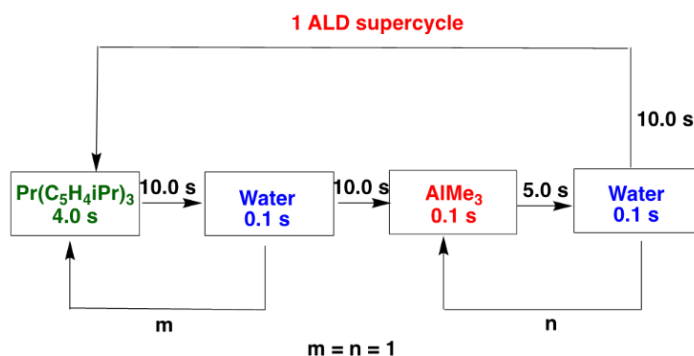 1 ALD supercycle
10.0 s
Pr(C₅H₄iPr)₃
4.0 s
10.0 s
Water
0.1 s
10.0 s
AlMe₃
0.1 s
5.0 s
Water
0.1 s
m
n
m = n = 1